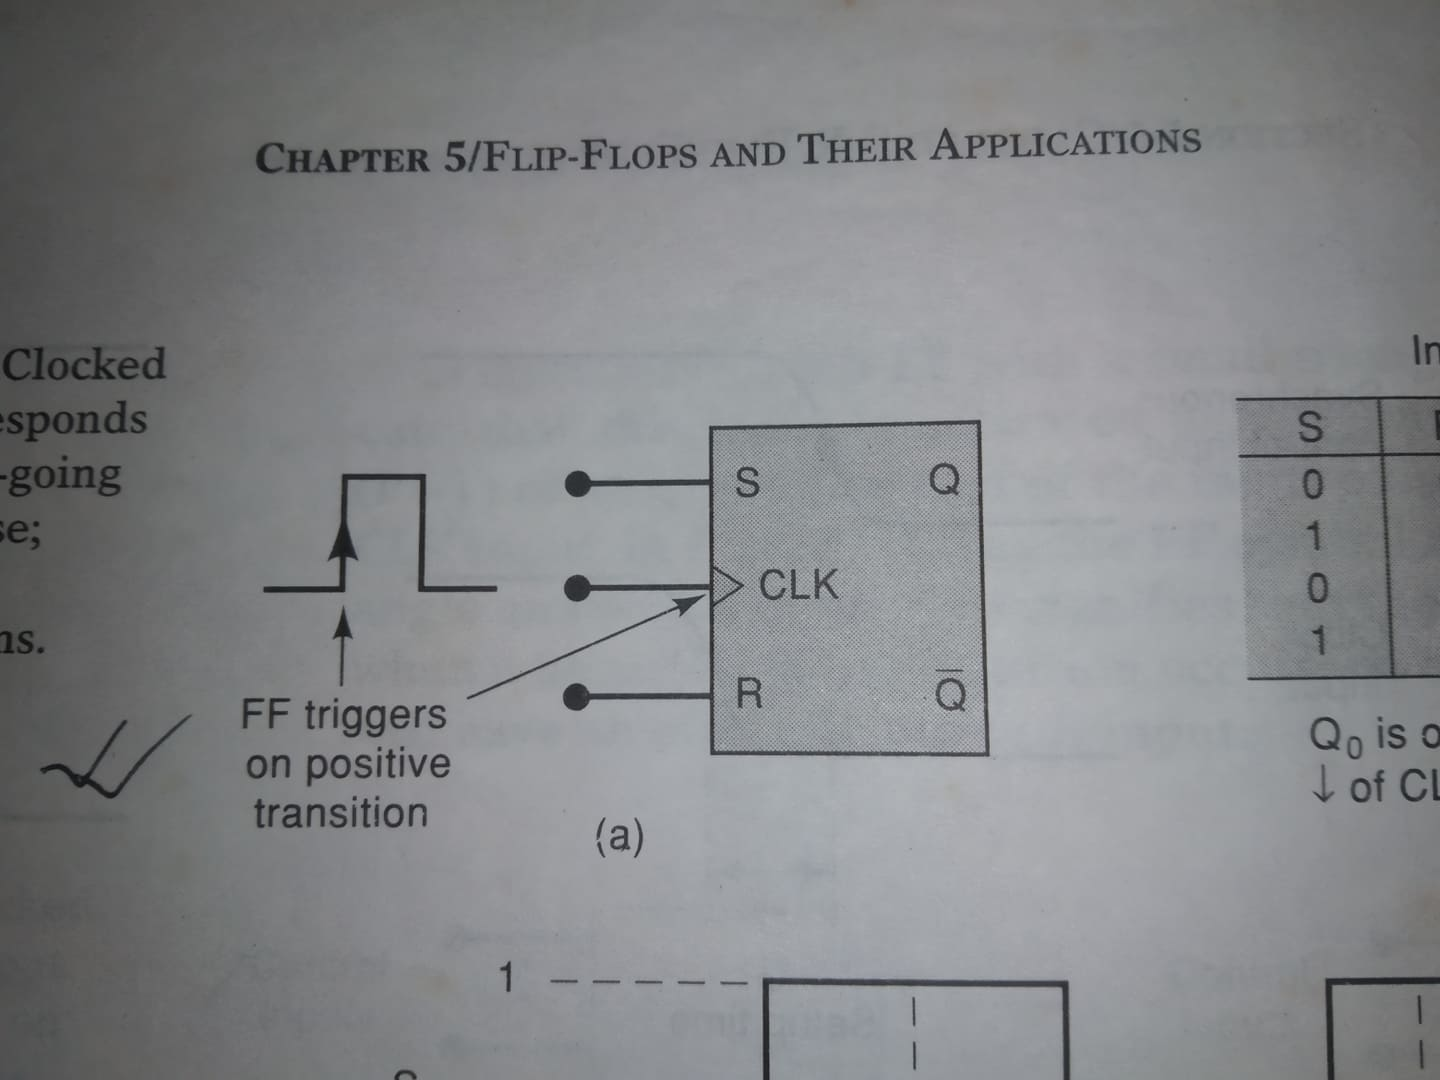 CHAPTER 5/FLIP-FLOPS AND THEIR APPLICATIONS
Clocked
esponds
-going
se;
ns.
FF triggers
on positive
transition
S
Q
CLK
R
Q̅
(a)
In
S
0
1
0
1
Q₀ is o
↓ of CL
1